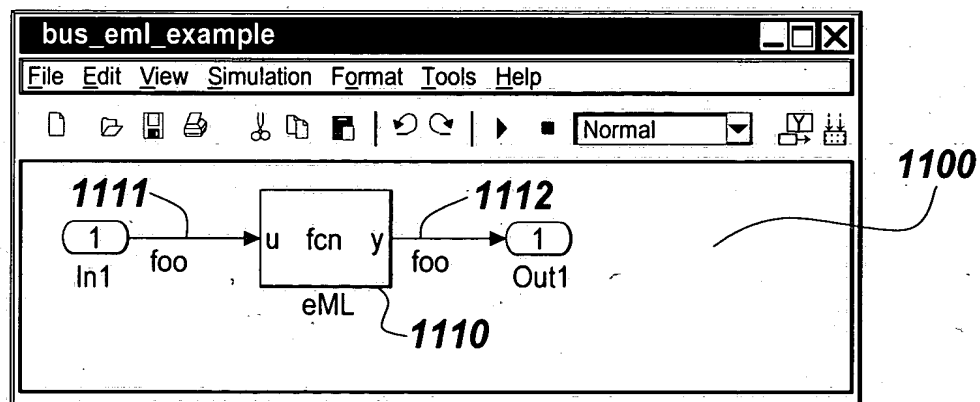 bus_eml_example
File Edit View Simulation Format Tools Help
Normal
Y
1100
1111
1112
1
u fcn y
1
In1
foo
foo
Out1
eML
1110